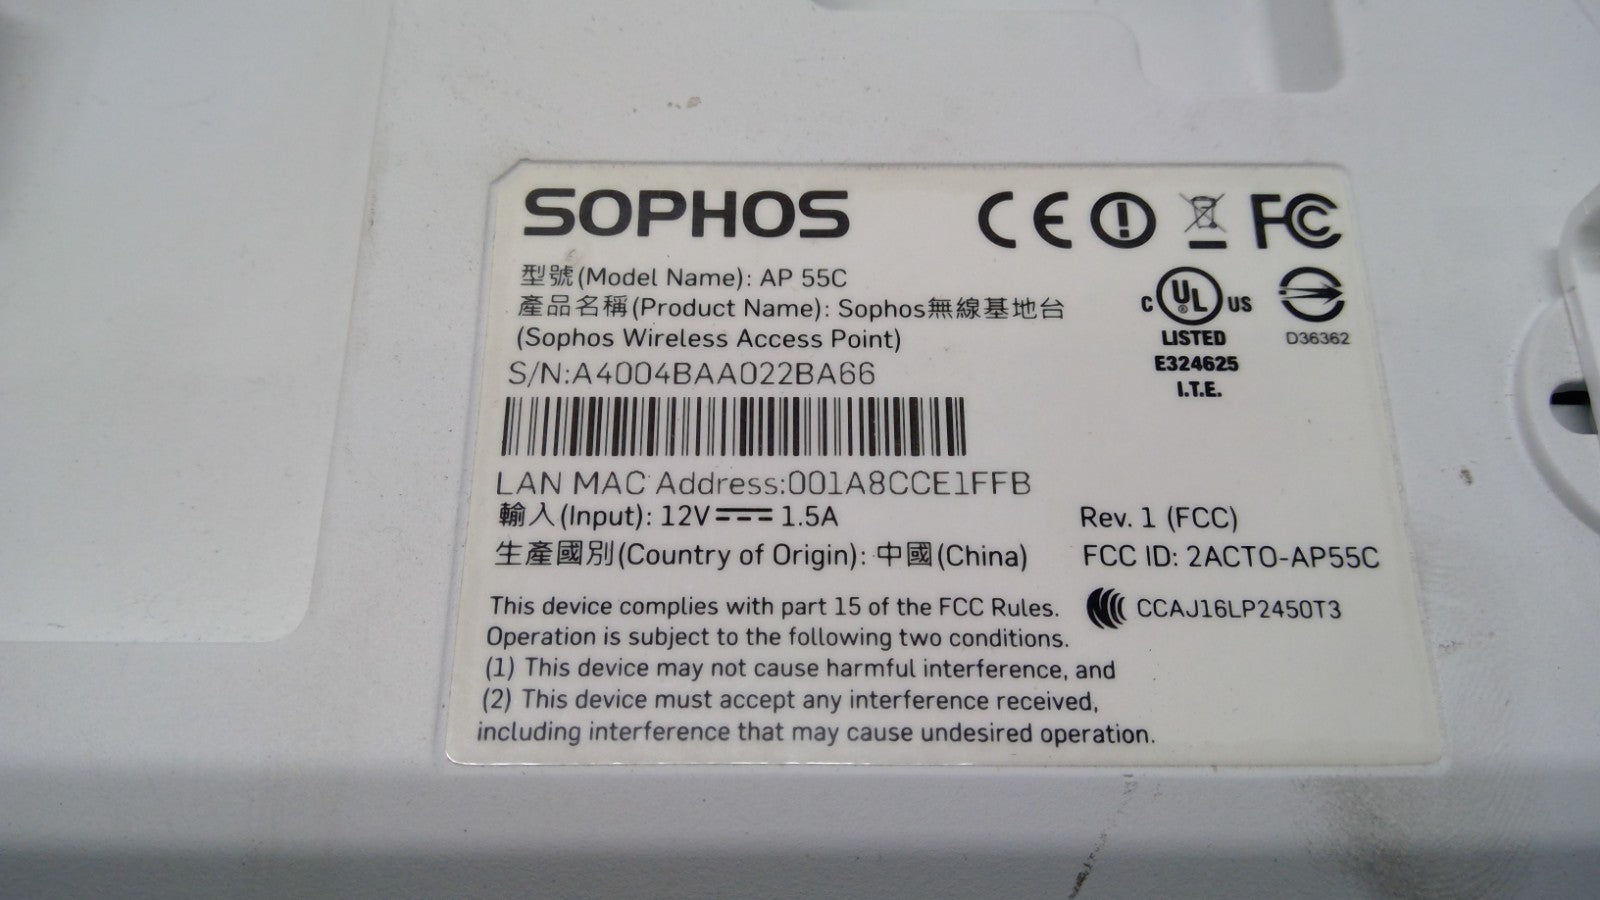 SOPHOS
CE FC
型號(Model Name): AP 55C
產品名稱(Product Name): Sophos無線基地台
(Sophos Wireless Access Point)
S/N:A4004BAA022BA66
C UL US
LISTED
E324625
I.T.E.
D36362
LAN MAC Address:001A8CCE1FFB
輸入(Input): 12V 1.5A
Rev. 1 (FCC)
生產國別(Country of Origin): 中國(China)
FCC ID: 2ACTO-AP55C
This device complies with part 15 of the FCC Rules.
CCAJ16LP2450T3
Operation is subject to the following two conditions.
(1) This device may not cause harmful interference, and
(2) This device must accept any interference received,
including interference that may cause undesired operation.